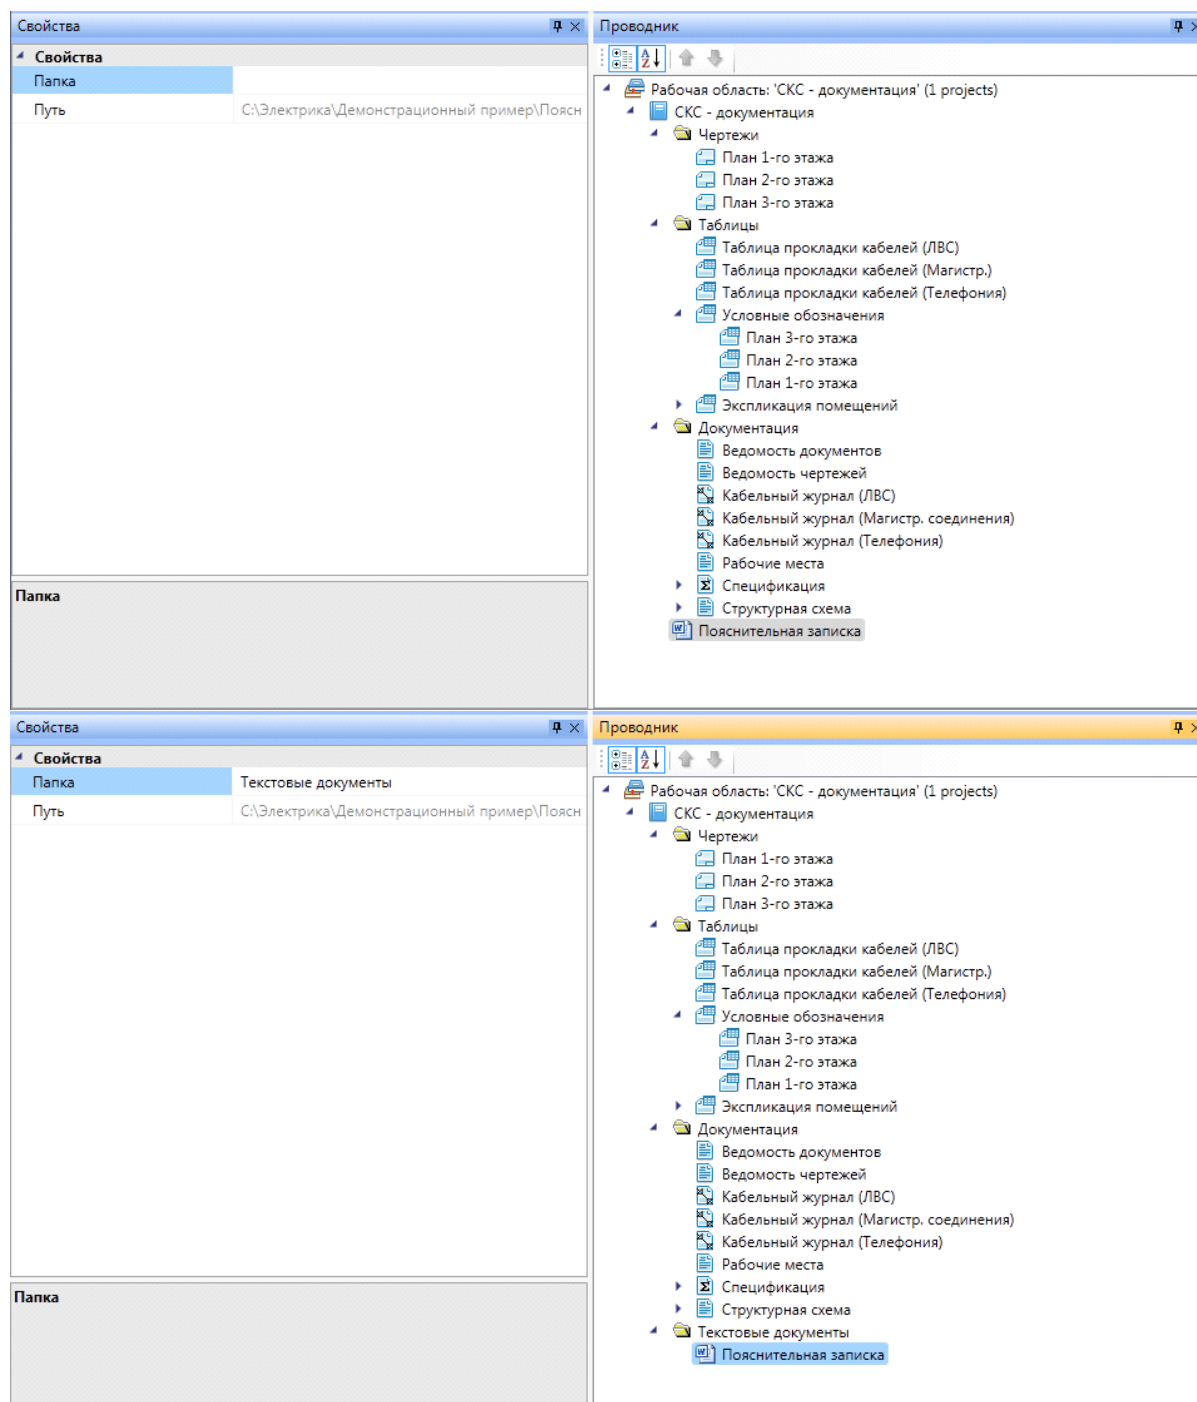 Свойства
Свойства
Папка
Путь C:\Электрика\Демонстрационный пример\Поясн
Папка
Проводник
Рабочая область: 'СКС - документация' (1 projects)
СКС - документация
Чертежи
План 1-го этажа
План 2-го этажа
План 3-го этажа
Таблицы
Таблица прокладки кабелей (ЛВС)
Таблица прокладки кабелей (Магистр.)
Таблица прокладки кабелей (Телефония)
Условные обозначения
План 3-го этажа
План 2-го этажа
План 1-го этажа
Экспликация помещений
Документация
Ведомость документов
Ведомость чертежей
Кабельный журнал (ЛВС)
Кабельный журнал (Магистр. соединения)
Кабельный журнал (Телефония)
Рабочие места
Спецификация
Структурная схема
Пояснительная записка
Свойства
Свойства
Папка Текстовые документы
Путь C:\Электрика\Демонстрационный пример\Поясн
Папка
Проводник
Рабочая область: 'СКС - документация' (1 projects)
СКС - документация
Чертежи
План 1-го этажа
План 2-го этажа
План 3-го этажа
Таблицы
Таблица прокладки кабелей (ЛВС)
Таблица прокладки кабелей (Магистр.)
Таблица прокладки кабелей (Телефония)
Условные обозначения
План 3-го этажа
План 2-го этажа
План 1-го этажа
Экспликация помещений
Документация
Ведомость документов
Ведомость чертежей
Кабельный журнал (ЛВС)
Кабельный журнал (Магистр. соединения)
Кабельный журнал (Телефония)
Рабочие места
Спецификация
Структурная схема
Текстовые документы
Пояснительная записка